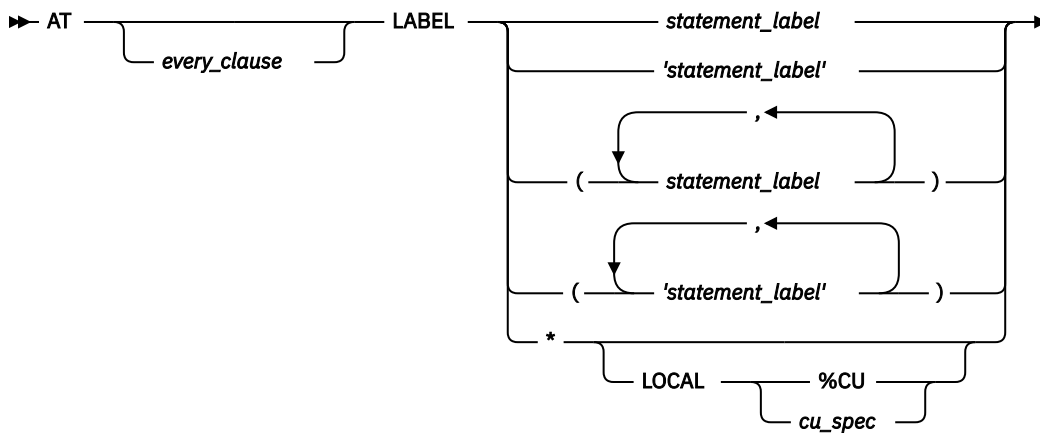 AT LABEL statement_label
every_clause
'statement_label'
,
( statement_label )
,
( 'statement_label' )
*
LOCAL %CU
cu_spec